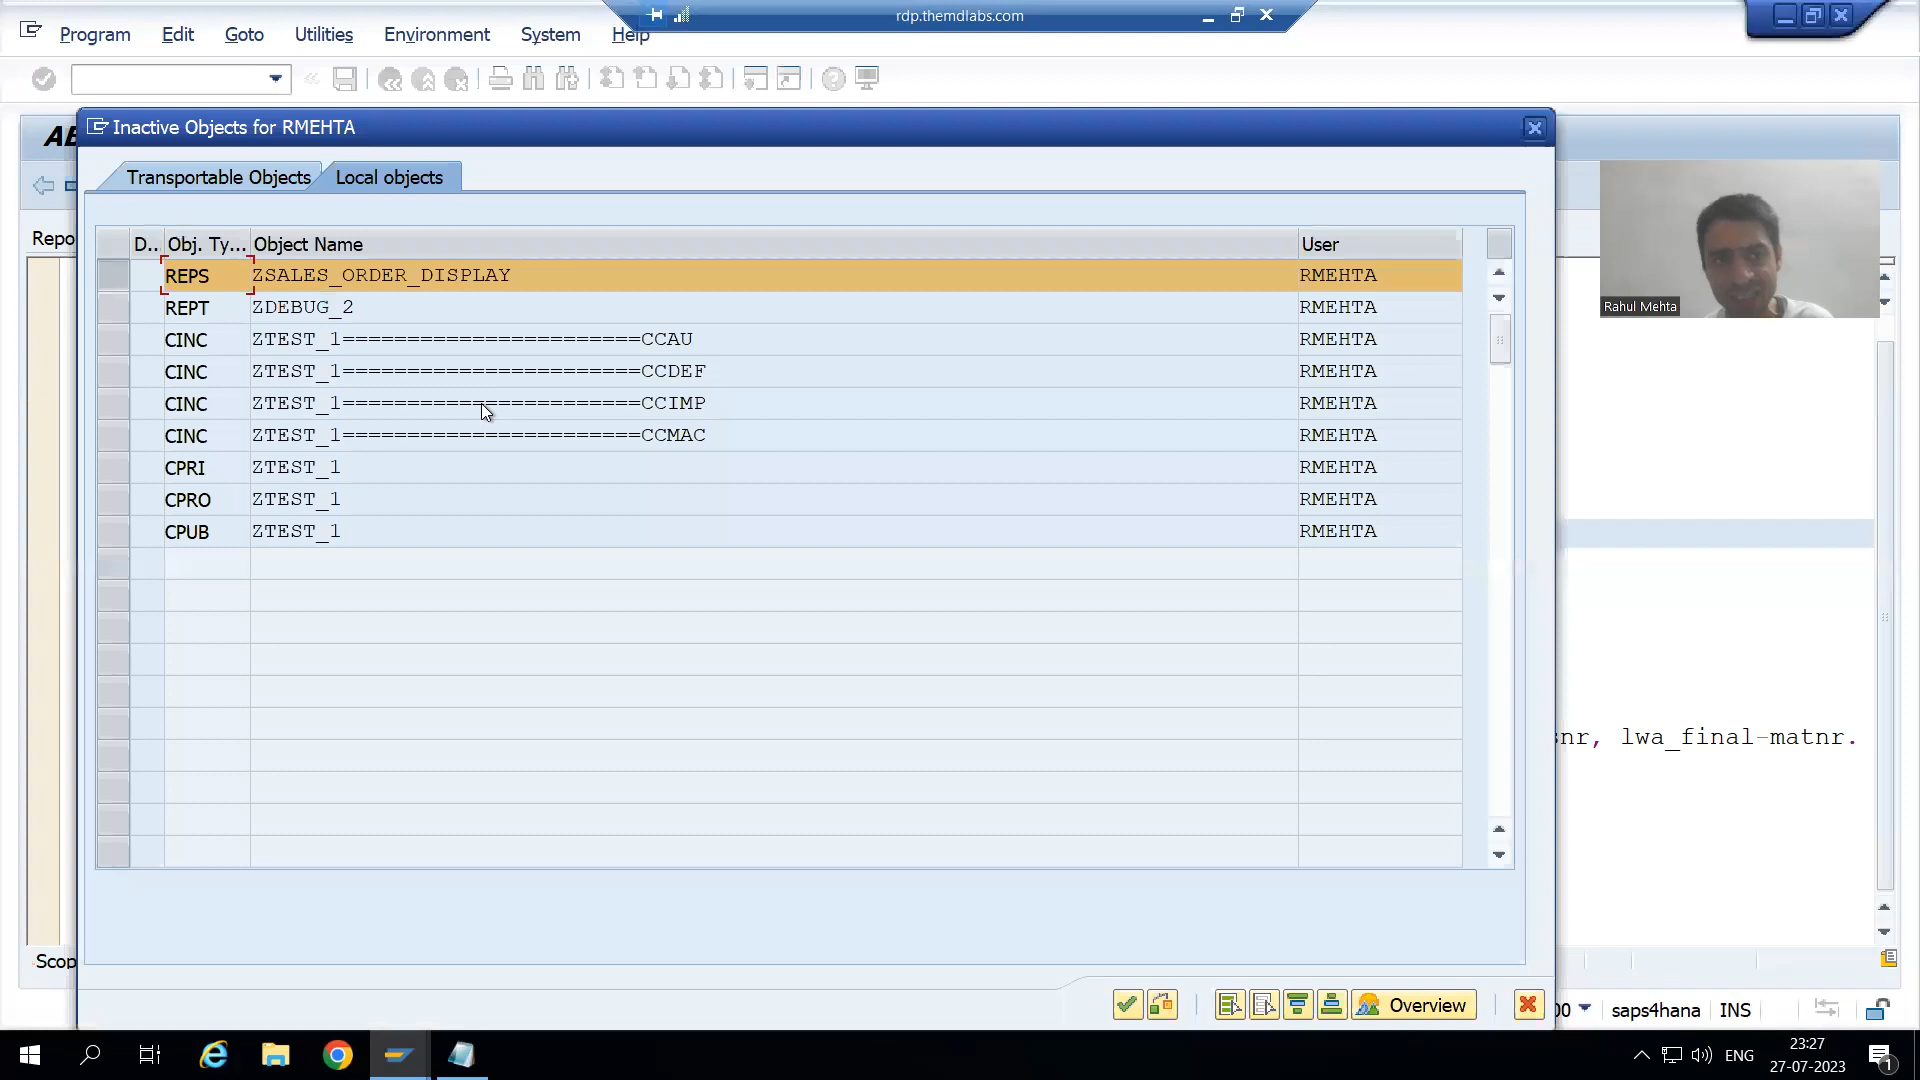 rdp.themdlabs.com
Program Edit Goto Utilities Environment System Help
Inactive Objects for RMEHTA
Transportable Objects Local objects
D.. Obj. Ty... Object Name User
REPS ZSALES_ORDER_DISPLAY RMEHTA
REPT ZDEBUG_2 RMEHTA
CINC ZTEST_1=======================CCAU RMEHTA
CINC ZTEST_1=======================CCDEF RMEHTA
CINC ZTEST_1=======================CCIMP RMEHTA
CINC ZTEST_1=======================CCMAC RMEHTA
CPRI ZTEST_1 RMEHTA
CPRO ZTEST_1 RMEHTA
CPUB ZTEST_1 RMEHTA
Rahul Mehta
Repo
nr, lwa_final-matnr.
Scop
Overview
saps4hana INS
ENG
23:27
27-07-2023
1